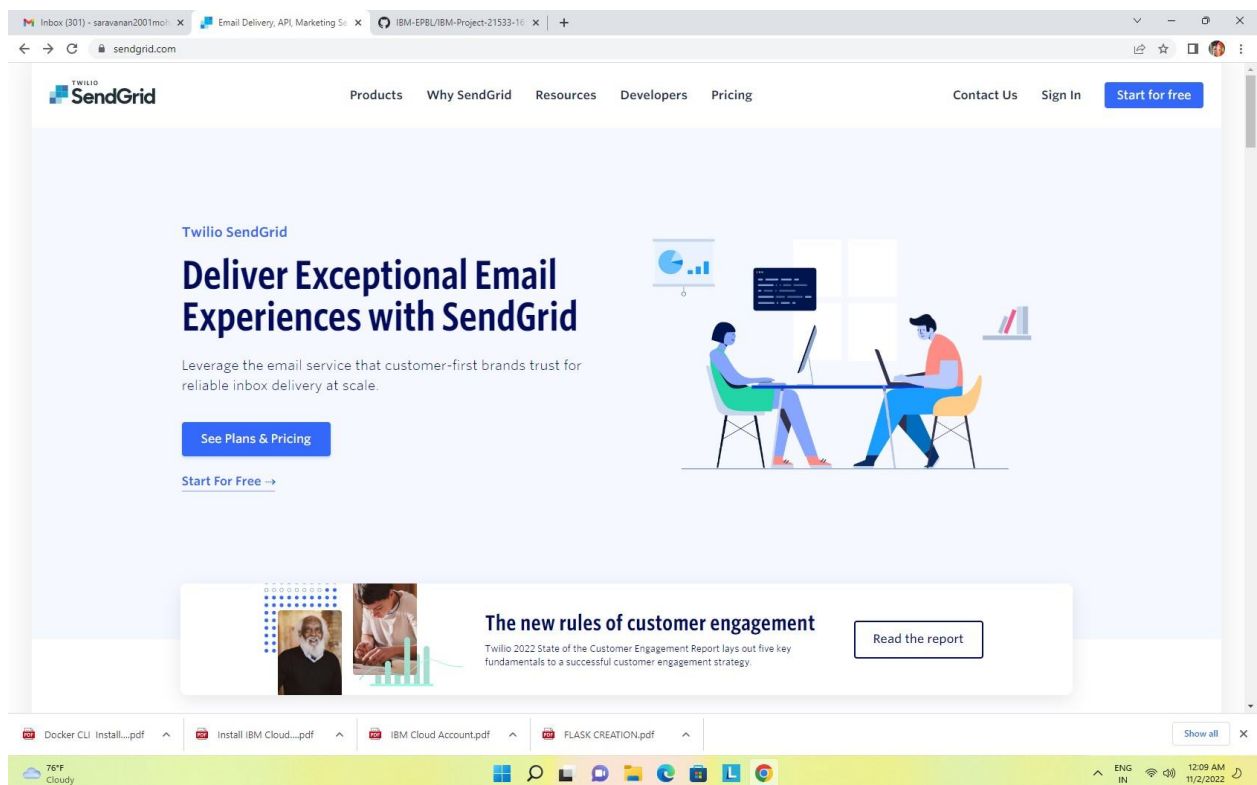 Inbox (301) - saravanan2001moh
Email Delivery, API, Marketing Se
IBM-EPBL/IBM-Project-21533-16
sendgrid.com
TWILIO
SendGrid
Products
Why SendGrid
Resources
Developers
Pricing
Contact Us
Sign In
Start for free
Twilio SendGrid
Deliver Exceptional Email
Experiences with SendGrid
Leverage the email service that customer-first brands trust for
reliable inbox delivery at scale.
See Plans & Pricing
Start For Free →
The new rules of customer engagement
Twilio 2022 State of the Customer Engagement Report lays out five key
fundamentals to a successful customer engagement strategy.
Read the report
Docker CLI Install....pdf
Install IBM Cloud....pdf
IBM Cloud Account.pdf
FLASK CREATION.pdf
Show all
76°F
Cloudy
ENG
IN
12:09 AM
11/2/2022